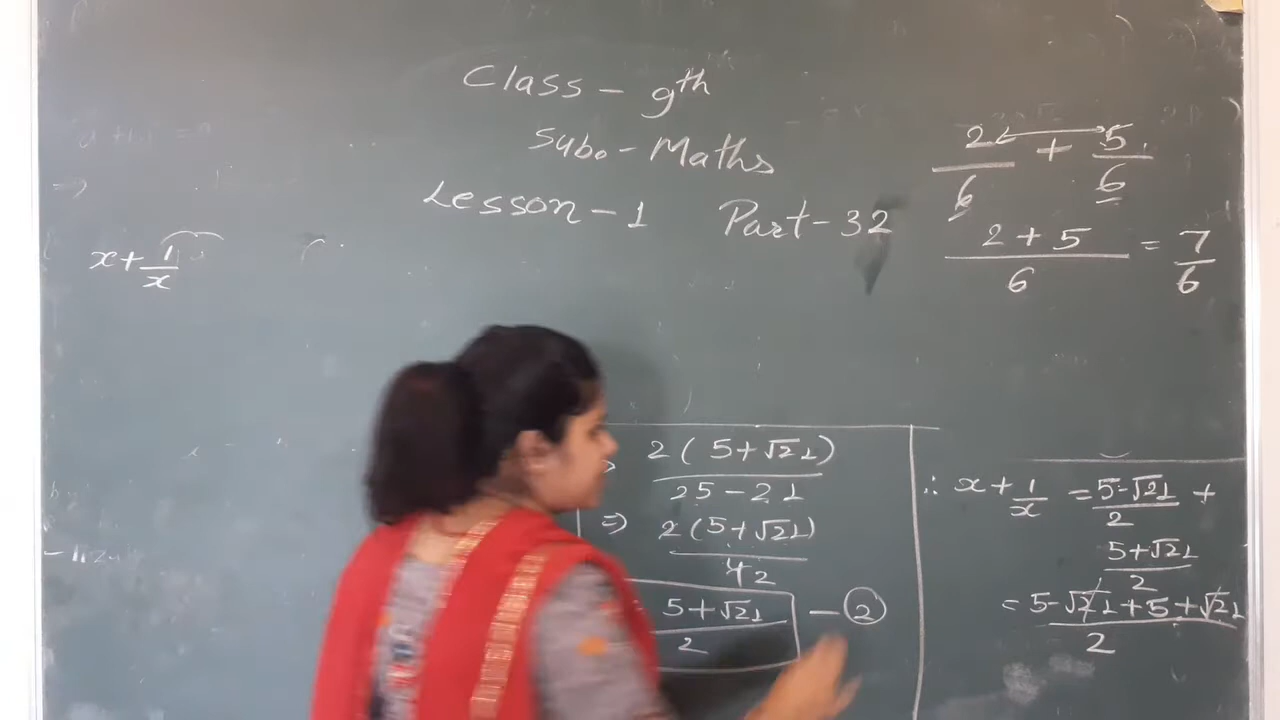 Class - 9th
Sub. - Maths
Lesson - 1 Part - 32
x + 1/x
2/6 + 5/6
2 + 5/6 = 7/6
2(5+√21)/25-21
⇒ 2(5+√21)/4 2
5+√21/2 - ②
∴ x + 1/x = 5-√21/2 +
5+√21/2
= 5-√21+5+√21/2